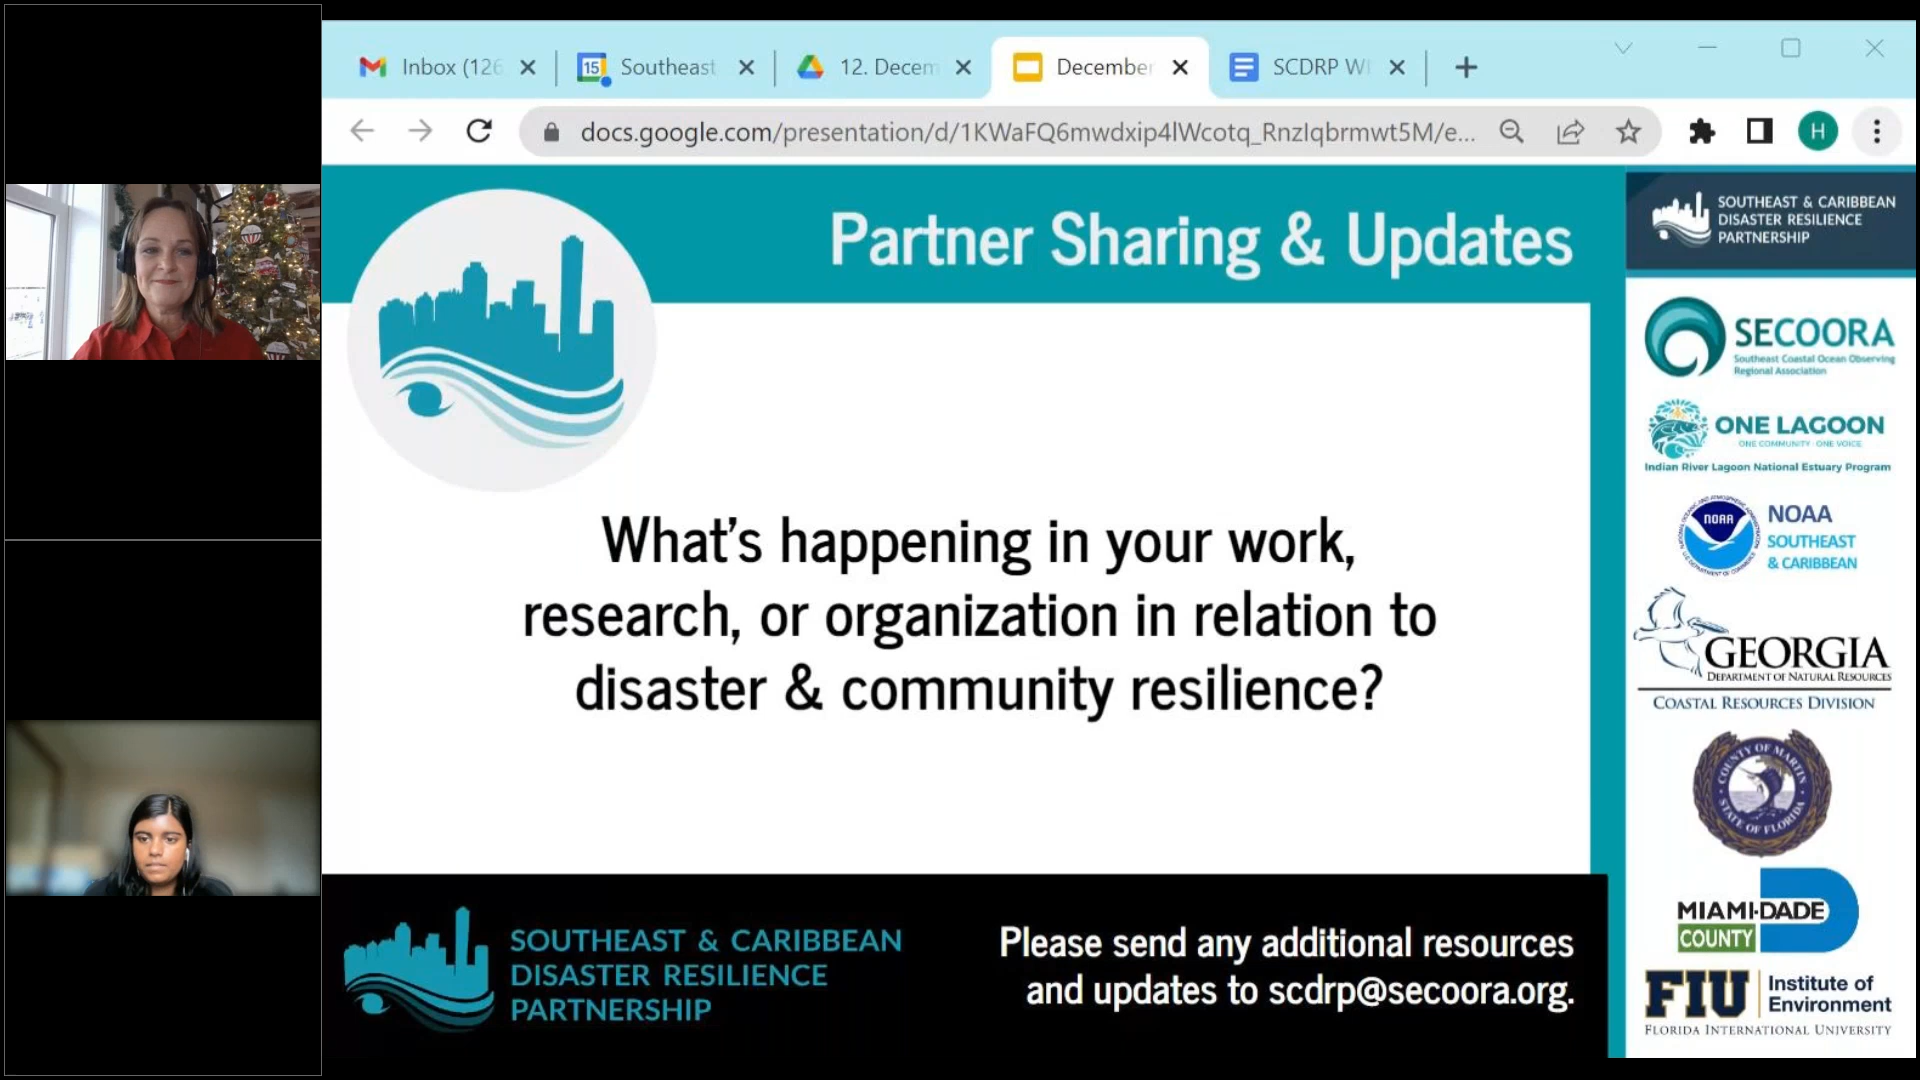 Inbox (126
15
Southeast
12. Decem
December
SCDRP W
docs.google.com/presentation/d/1KWaFQ6mwdxip4lWcotq_RnzIqbrmwt5M/e...
H
Partner Sharing & Updates
What's happening in your work,
research, or organization in relation to
disaster & community resilience?
SOUTHEAST & CARIBBEAN
DISASTER RESILIENCE
PARTNERSHIP
Please send any additional resources
and updates to scdrp@secoora.org.
SOUTHEAST & CARIBBEAN
DISASTER RESILIENCE
PARTNERSHIP
SECOORA
Southeast Coastal Ocean Observing
Regional Association
ONE LAGOON
ONE COMMUNITY · ONE VOICE
Indian River Lagoon National Estuary Program
NOAA
NOAA
SOUTHEAST
& CARIBBEAN
GEORGIA
DEPARTMENT OF NATURAL RESOURCES
COASTAL RESOURCES DIVISION
COUNTY OF MARTIN
STATE OF FLORIDA
MIAMI-DADE
COUNTY
FIU
Institute of
Environment
FLORIDA INTERNATIONAL UNIVERSITY